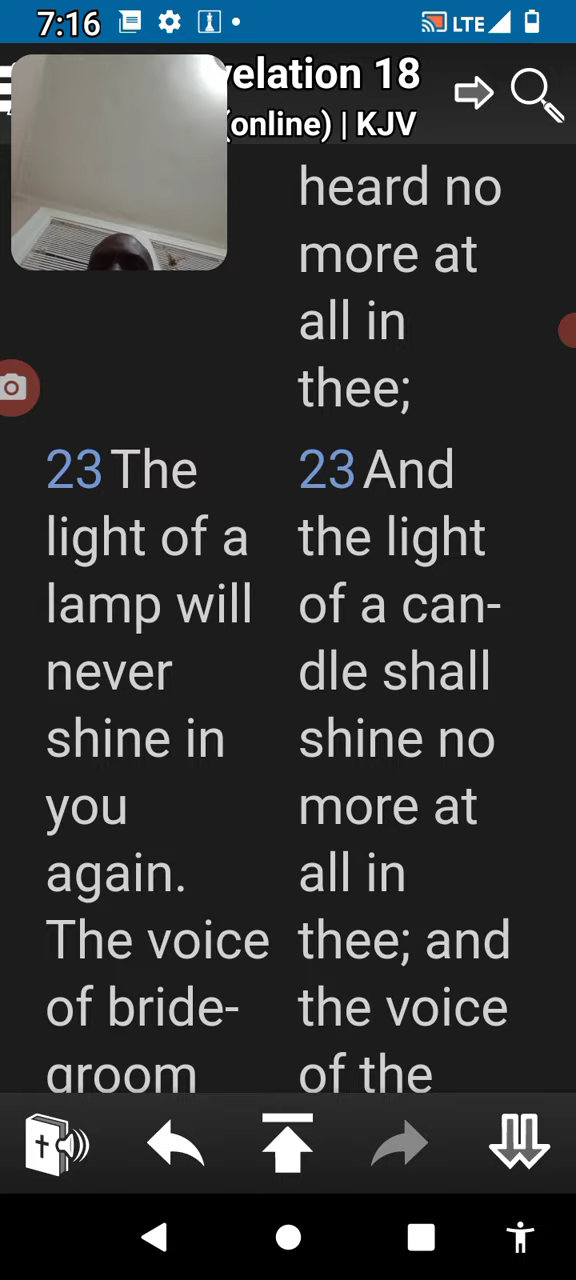 7:16
LTE
velation 18
(online) | KJV
heard no
more at
all in
thee;
23 The
light of a
lamp will
never
shine in
you
again.
The voice
of bride-
groom
23 And
the light
of a can-
dle shall
shine no
more at
all in
thee; and
the voice
of the